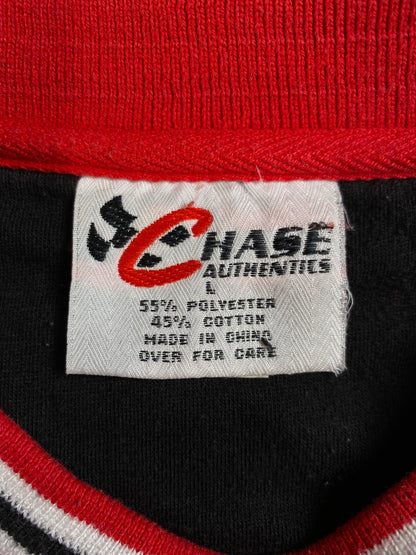 CHASE
AUTHENTICS
L
55% POLYESTER
45% COTTON
MADE IN CHINA
OVER FOR CARE